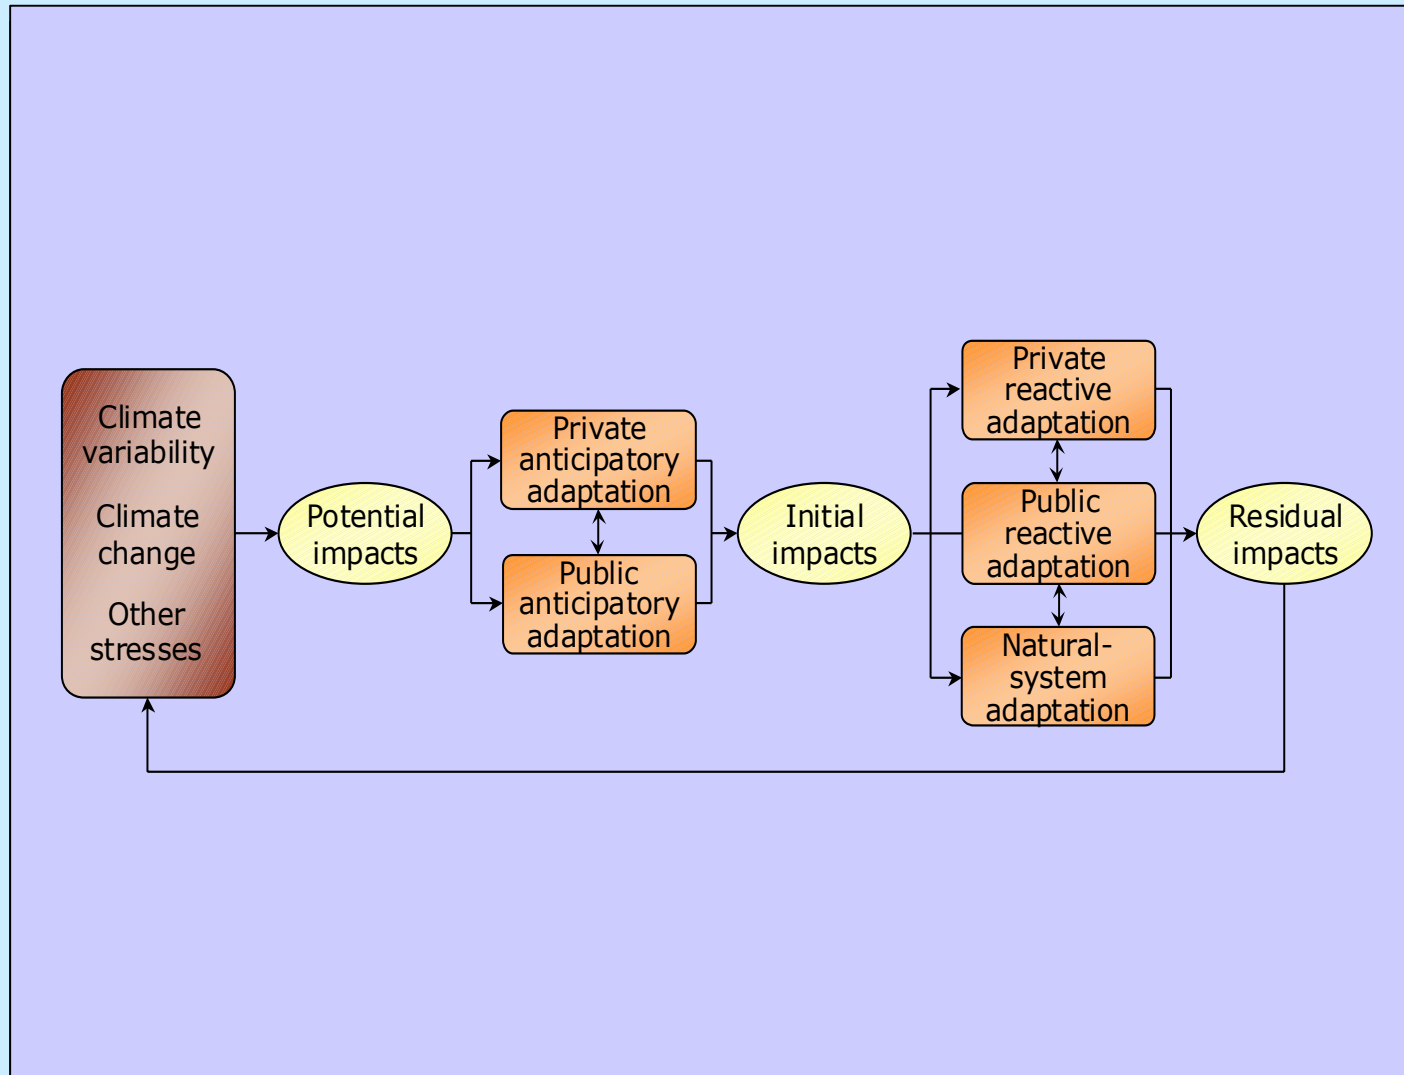 Climate
variability
Climate
change
Other
stresses
Potential
impacts
Private
anticipatory
adaptation
Public
anticipatory
adaptation
Initial
impacts
Private
reactive
adaptation
Public
reactive
adaptation
Natural-
system
adaptation
Residual
impacts